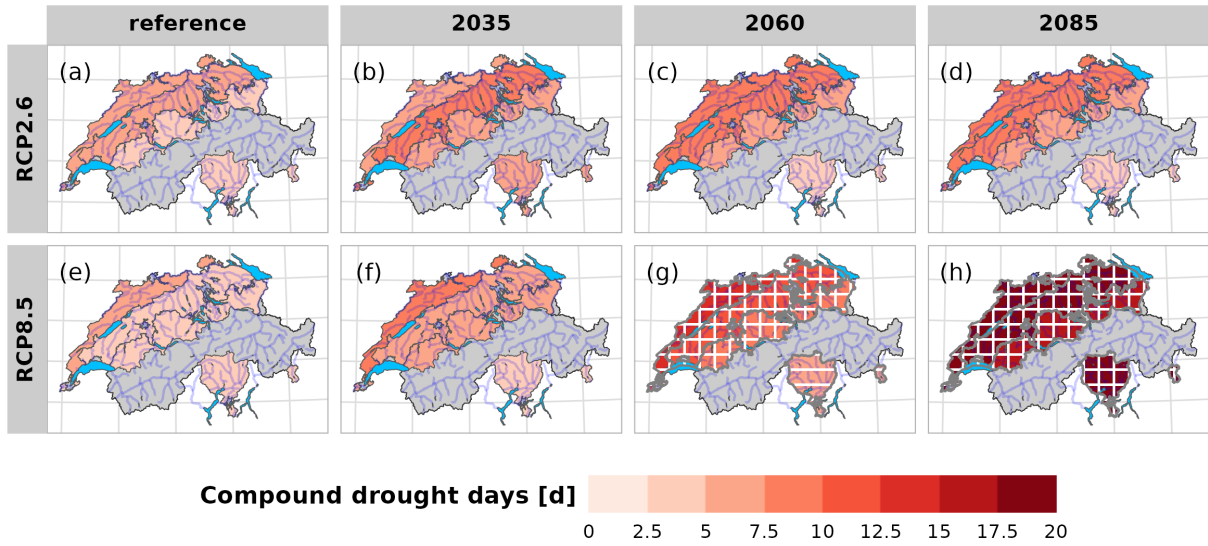 reference 2035 2060 2085
RCP2.6
(a) (b) (c) (d)
RCP8.5
(e) (f) (g) (h)
Compound drought days [d]
0 2.5 5 7.5 10 12.5 15 17.5 20